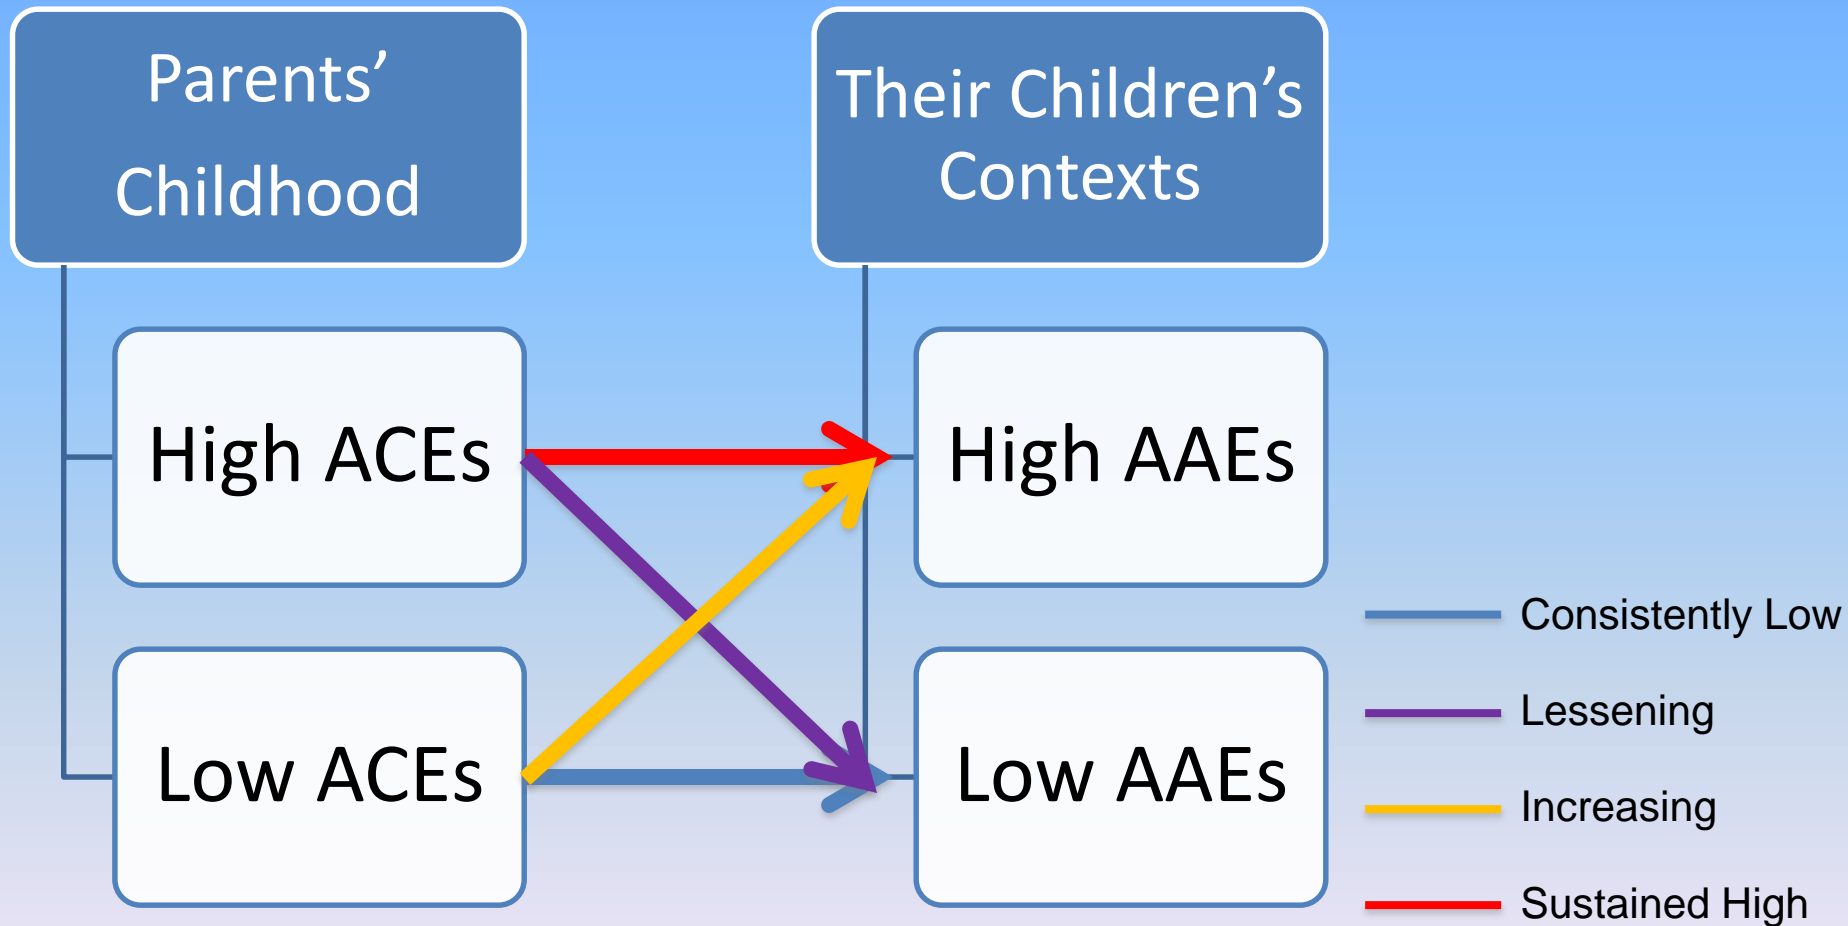 Parents’
Childhood
Their Children’s
Contexts
High ACEs
High AAEs
Low ACEs
Low AAEs
Consistently Low
Lessening
Increasing
Sustained High